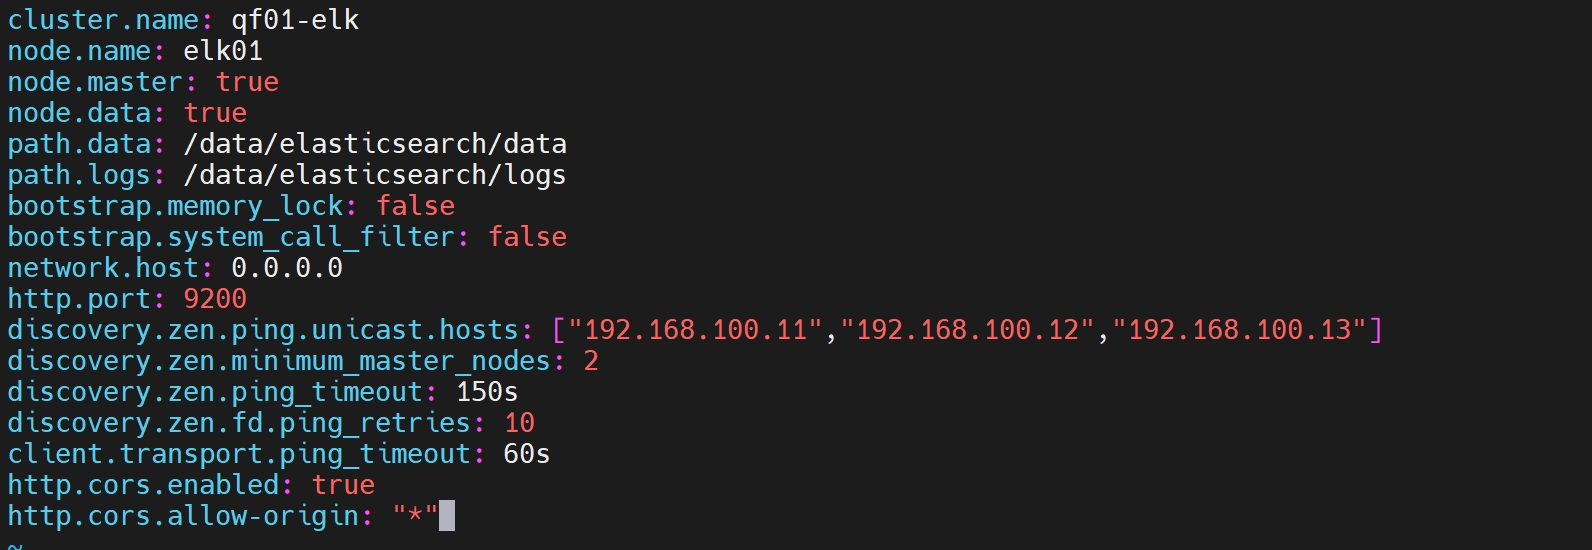 cluster.name: qf01-elk
node.name: elk01
node.master: true
node.data: true
path.data: /data/elasticsearch/data
path.logs: /data/elasticsearch/logs
bootstrap.memory_lock: false
bootstrap.system_call_filter: false
network.host: 0.0.0.0
http.port: 9200
discovery.zen.ping.unicast.hosts: ["192.168.100.11","192.168.100.12","192.168.100.13"]
discovery.zen.minimum_master_nodes: 2
discovery.zen.ping_timeout: 150s
discovery.zen.fd.ping_retries: 10
client.transport.ping_timeout: 60s
http.cors.enabled: true
http.cors.allow-origin: "*"
~